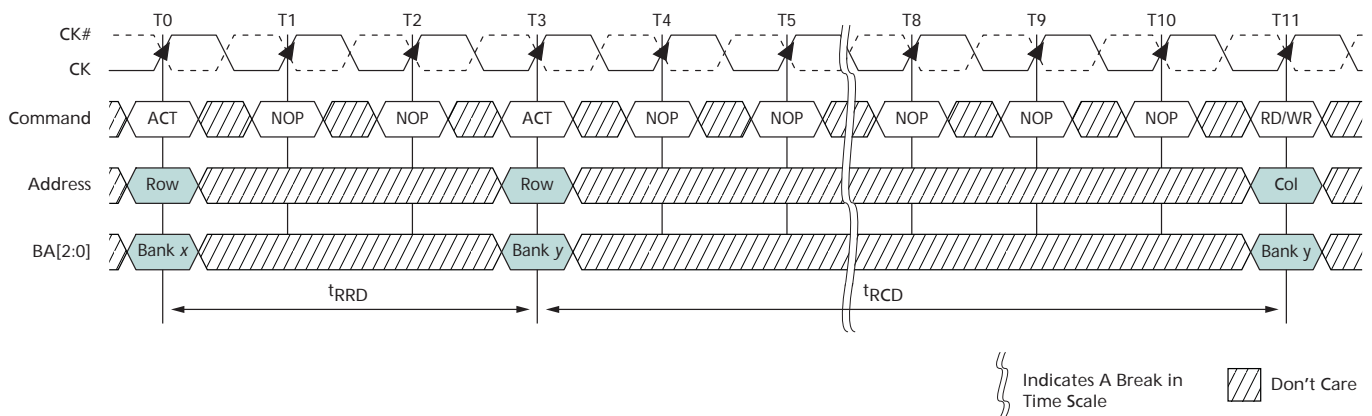 T0 T1 T2 T3 T4 T5 T8 T9 T10 T11
CK#
CK
Command ACT NOP NOP ACT NOP NOP NOP NOP NOP RD/WR
Address Row Row Col
BA[2:0] Bank x Bank y Bank y
tRRD tRCD
Indicates A Break in
Time Scale
Don't Care